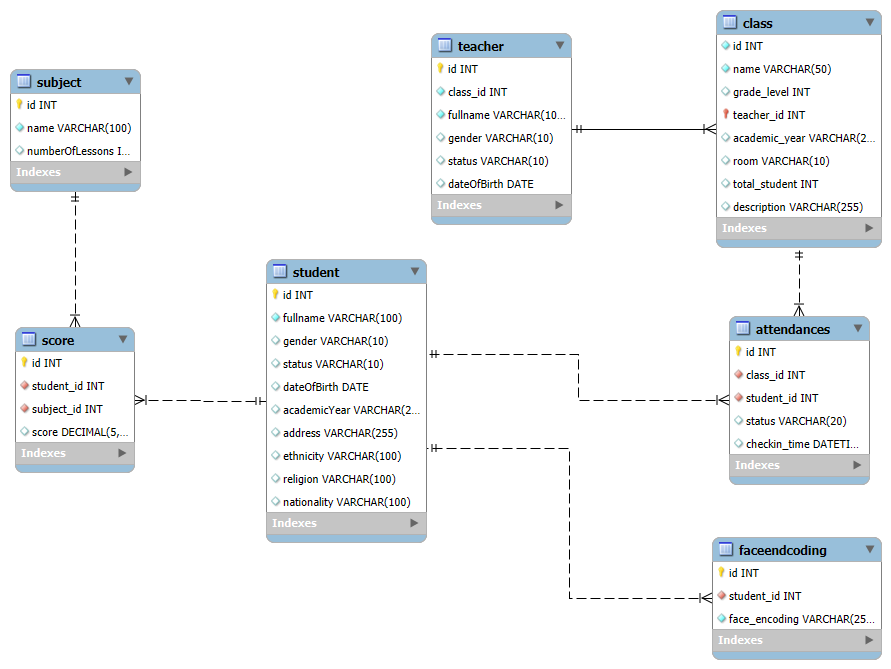 subject
id INT
name VARCHAR(100)
numberOfLessons I...
Indexes
teacher
id INT
class_id INT
fullname VARCHAR(10...
gender VARCHAR(10)
status VARCHAR(10)
dateOfBirth DATE
Indexes
class
id INT
name VARCHAR(50)
grade_level INT
teacher_id INT
academic_year VARCHAR(2...
room VARCHAR(10)
total_student INT
description VARCHAR(255)
Indexes
score
id INT
student_id INT
subject_id INT
score DECIMAL(5,...
Indexes
student
id INT
fullname VARCHAR(100)
gender VARCHAR(10)
status VARCHAR(10)
dateOfBirth DATE
academicYear VARCHAR(2...
address VARCHAR(255)
ethnicity VARCHAR(100)
religion VARCHAR(100)
nationality VARCHAR(100)
Indexes
attendances
id INT
class_id INT
student_id INT
status VARCHAR(20)
checkin_time DATETI...
Indexes
faceendcoding
id INT
student_id INT
face_encoding VARCHAR(25...
Indexes